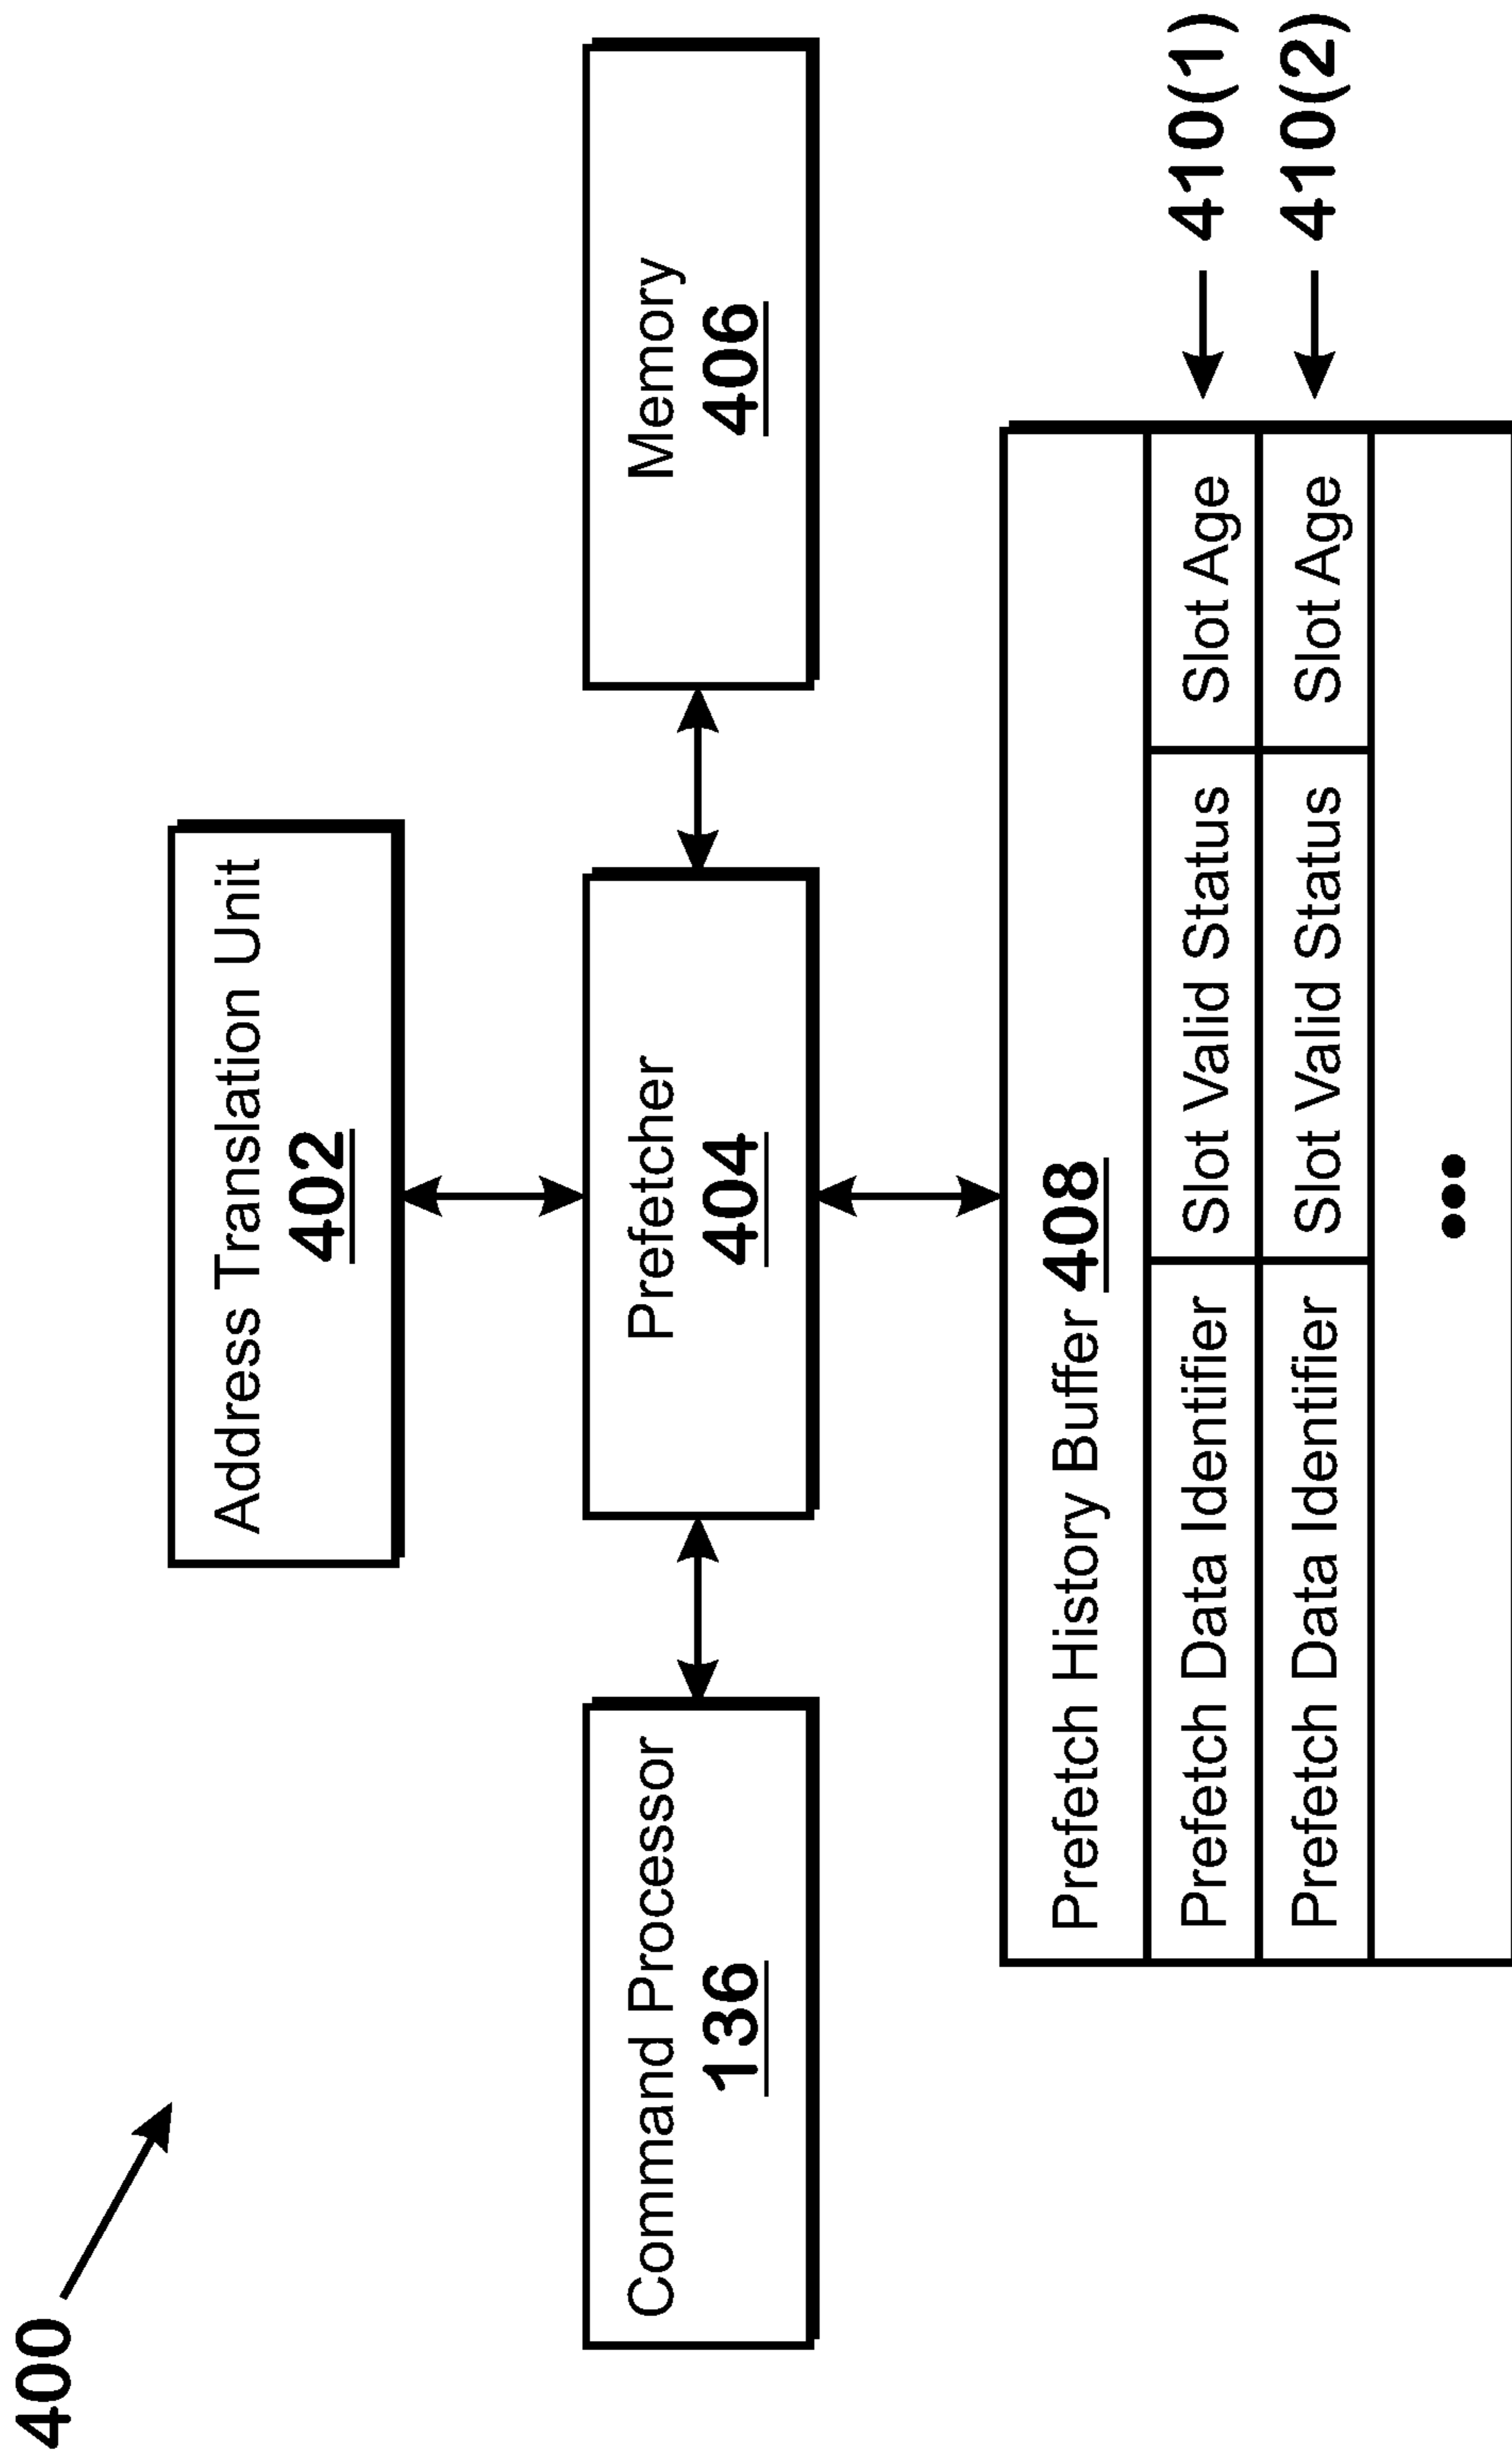 400
Address Translation Unit
402
Command Processor
136
Prefetcher
404
Memory
406
Prefetch History Buffer 408
Prefetch Data Identifier Slot Valid Status Slot Age 410(1)
Prefetch Data Identifier Slot Valid Status Slot Age 410(2)